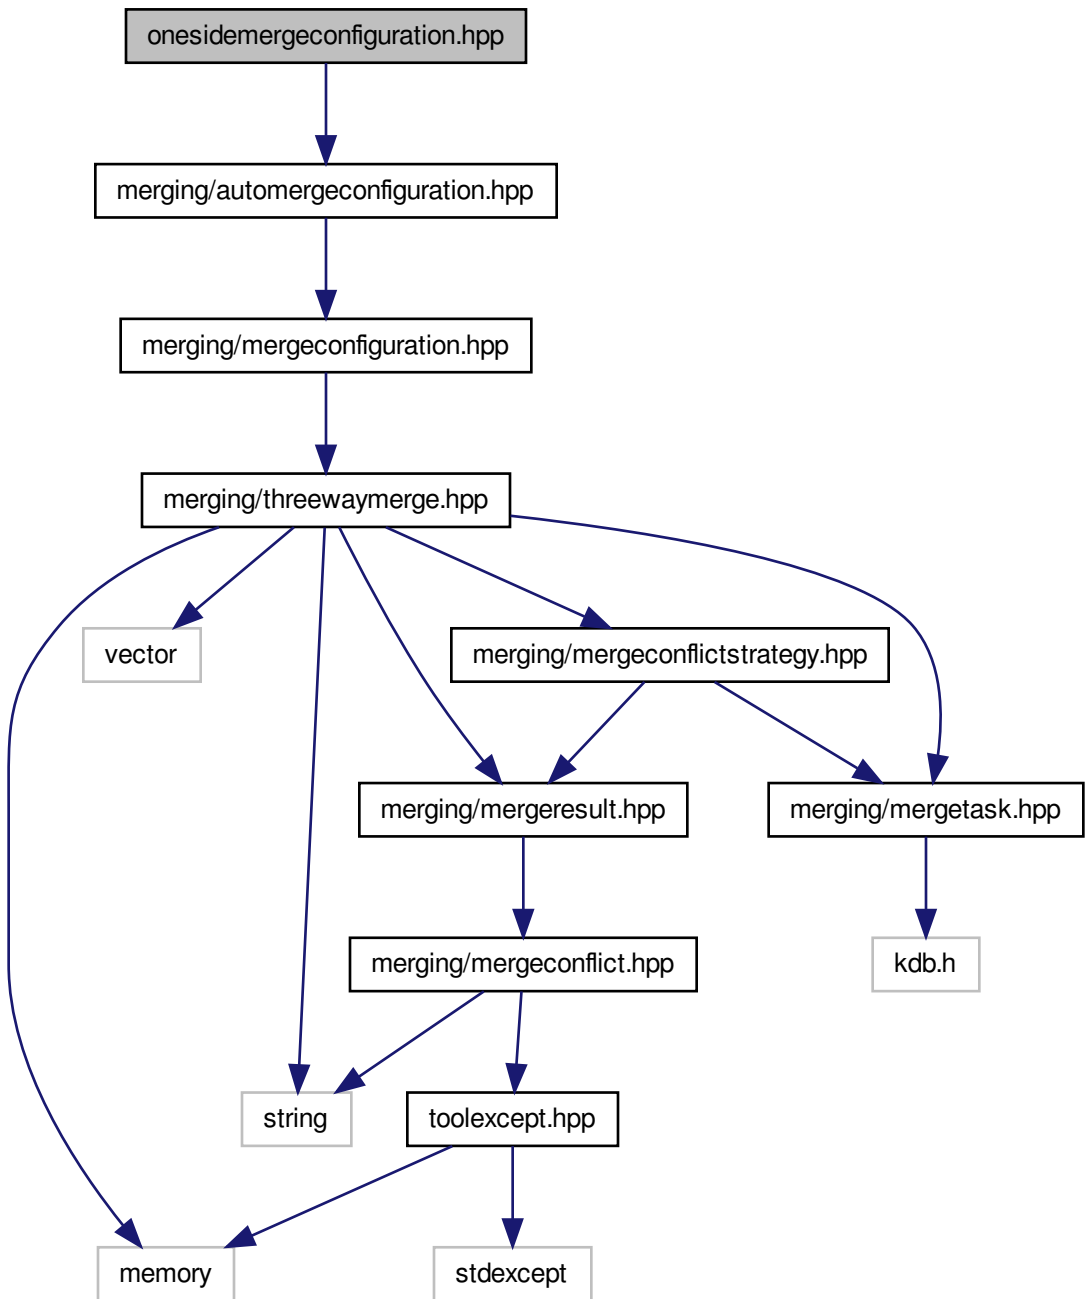 onesidemergeconfiguration.hpp
merging/automergeconfiguration.hpp
merging/mergeconfiguration.hpp
merging/threewaymerge.hpp
vector
merging/mergeconflictstrategy.hpp
merging/mergeresult.hpp
merging/mergetask.hpp
merging/mergeconflict.hpp
kdb.h
string
toolexcept.hpp
memory
stdexcept